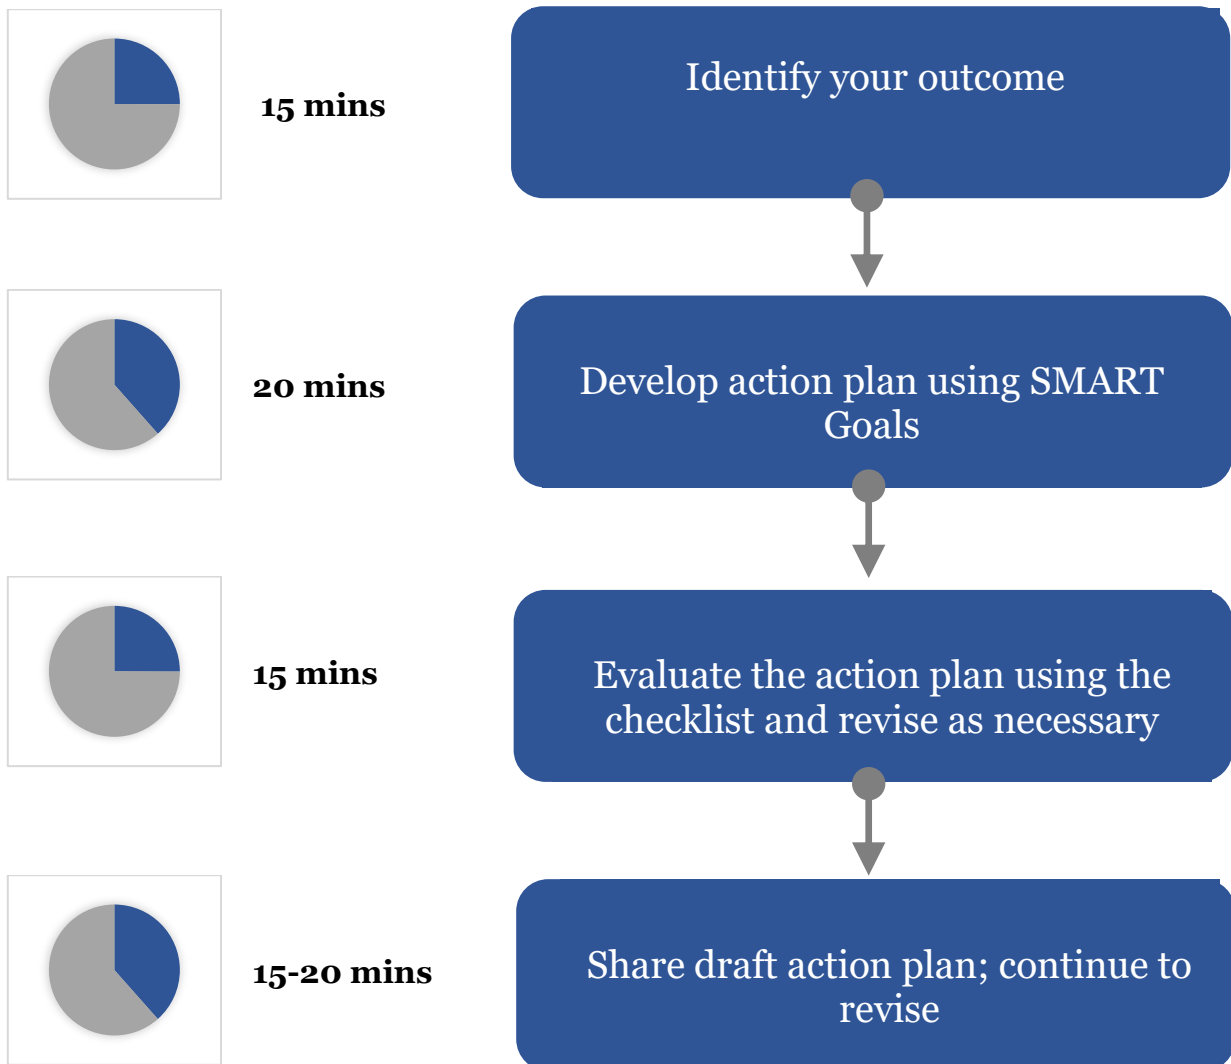 15 mins
Identify your outcome
20 mins
Develop action plan using SMART
Goals
15 mins
Evaluate the action plan using the
checklist and revise as necessary
15-20 mins
Share draft action plan; continue to
revise